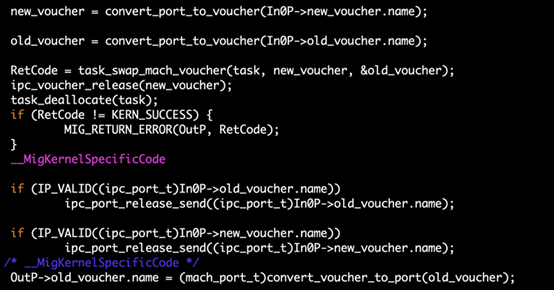 new_voucher = convert_port_to_voucher(In0P->new_voucher.name);
old_voucher = convert_port_to_voucher(In0P->old_voucher.name);
RetCode = task_swap_mach_voucher(task, new_voucher, &old_voucher);
ipc_voucher_release(new_voucher);
task_deallocate(task);
if (RetCode != KERN_SUCCESS) {
MIG_RETURN_ERROR(OutP, RetCode);
}
__MigKernelSpecificCode
if (IP_VALID((ipc_port_t)In0P->old_voucher.name))
ipc_port_release_send((ipc_port_t)In0P->old_voucher.name);
if (IP_VALID((ipc_port_t)In0P->new_voucher.name))
ipc_port_release_send((ipc_port_t)In0P->new_voucher.name);
/* __MigKernelSpecificCode */
OutP->old_voucher.name = (mach_port_t)convert_voucher_to_port(old_voucher);